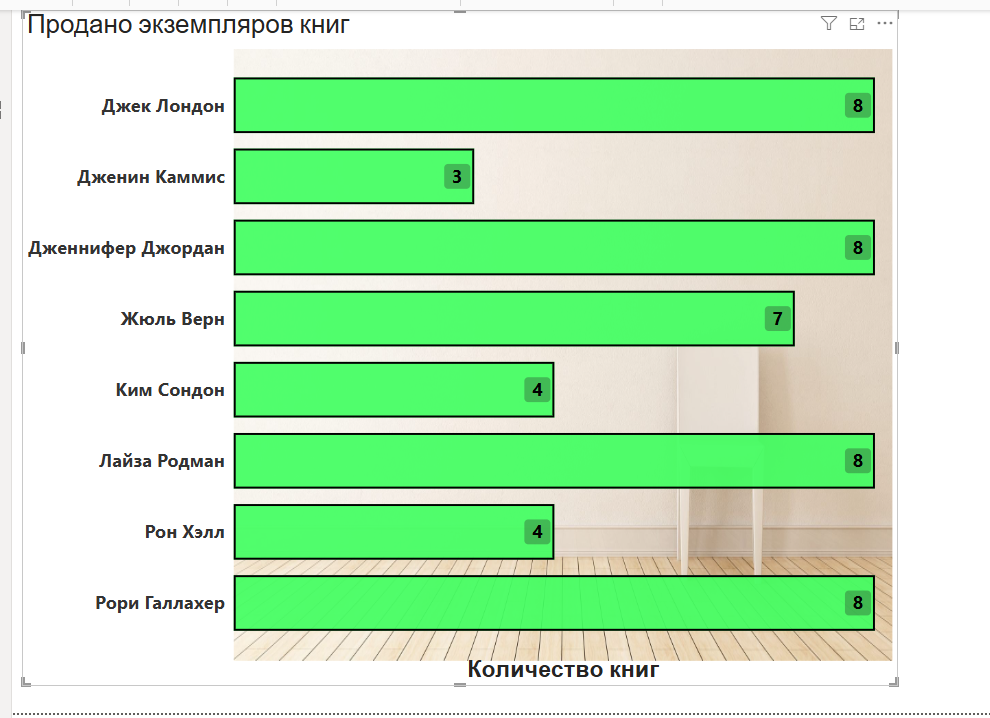 Продано экземпляров книг
Джек Лондон 8
Дженин Каммис 3
Дженнифер Джордан 8
Жюль Верн 7
Ким Сондон 4
Лайза Родман 8
Рон Хэлл 4
Рори Галлахер 8
Количество книг